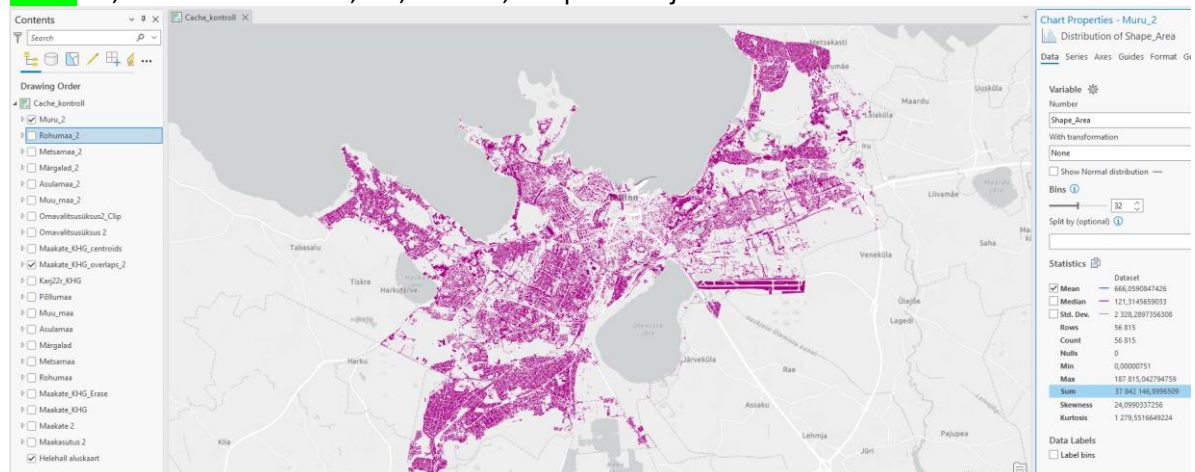 Contents
Search
Drawing Order
Cache_kontroll
Muru_2
Rohumaa_2
Metsamaa_2
Märgalad_2
Asulamaa_2
Muu_maa_2
Omavalitsusüksus2_Clip
Omavalitsusüksus 2
Maakate_KHG_centroids
Maakate_KHG_overlaps_2
Karj22r_KHG
Põllumaa
Muu_maa
Asulamaa
Märgalad
Metsamaa
Rohumaa
Maakate_KHG_Erase
Maakate_KHG
Maakate 2
Maakasutus 2
Helehall aluskaart
Cache_kontroll
Metsakasti
Maardu
Uusküla
Iru
Liivamäe
Saha
Tabasalu
Tiskre
Harkutärve
Harku
Veneküla
Ülejõe
Lagedi
Järveküla
Rae
Assaku
Kiia
Lehmja
Jüri
Pajupea
Chart Properties - Muru_2
Distribution of Shape_Area
Data Series Axes Guides Format
Variable
Number
Shape_Area
With transformation
None
Show Normal distribution
Bins
32
Split by (optional)
Statistics
Dataset
Mean 666,0590847426
Median 121,3145659033
Std. Dev. 2 328,2897356308
Rows 56 815
Count 56 815
Nulls 0
Min 0,00000751
Max 187 815,042794759
Sum 37 842 146,8996509
Skewness 24,0990337256
Kurtosis 1 279,5516649224
Data Labels
Label bins